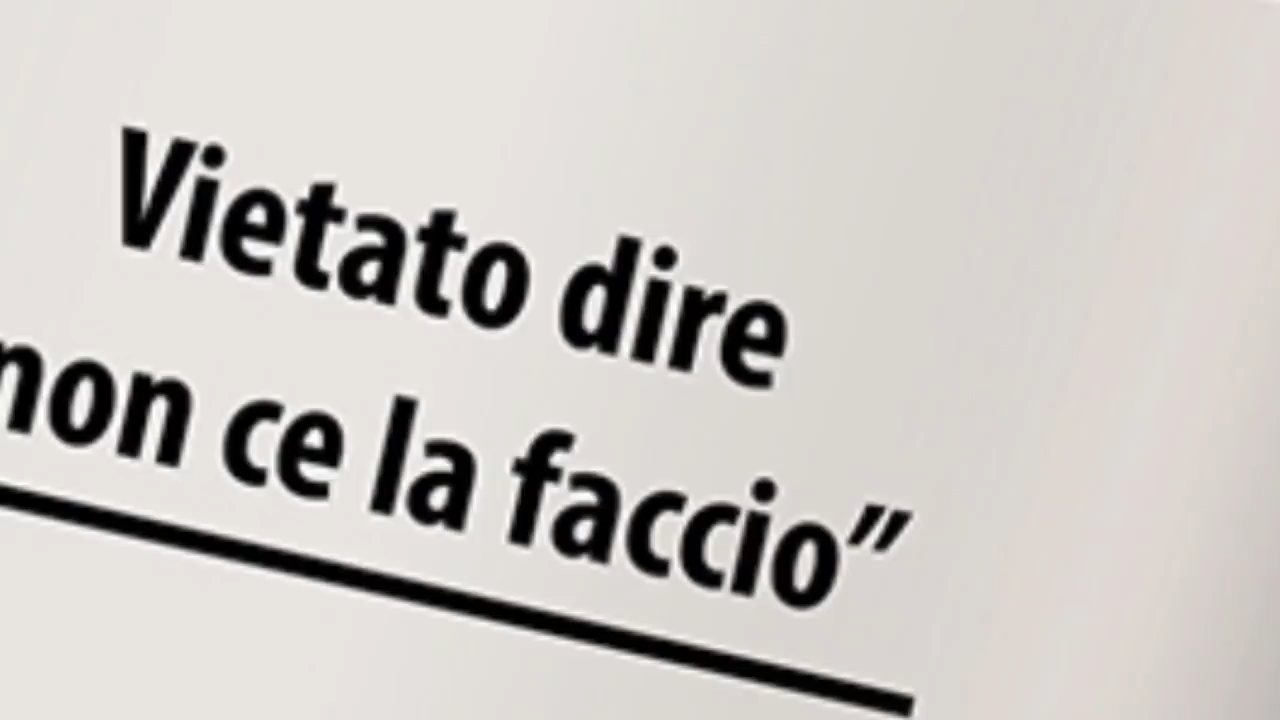 Vietato dire
non ce la faccio”